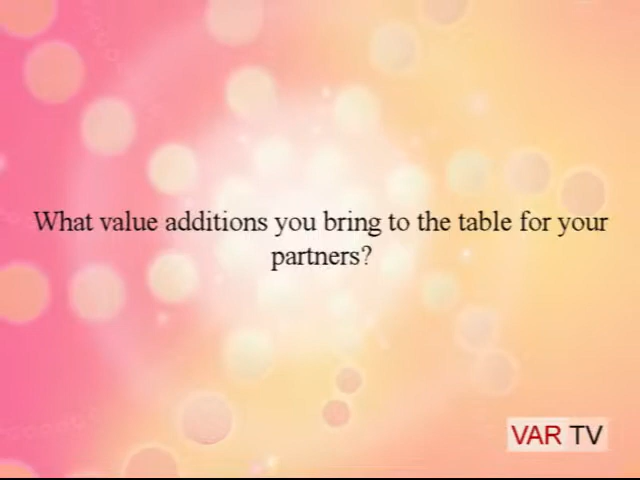 What value additions you bring to the table for your
partners?
VAR TV